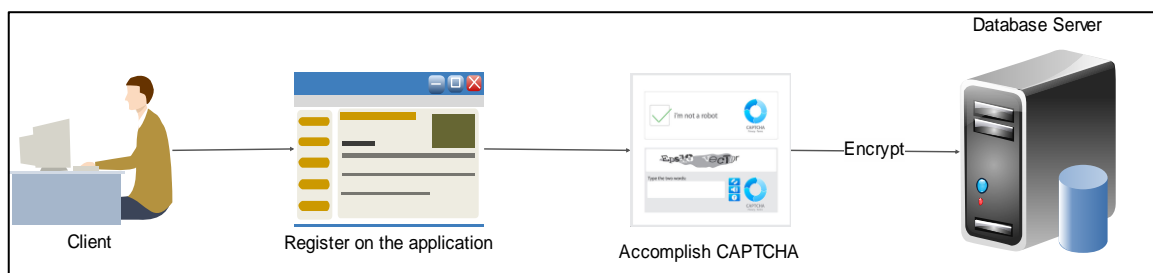 Database Server
I'm not a robot
CAPTCHA
Type the two words:
CAPTCHA
Encrypt
Client
Register on the application
Accomplish CAPTCHA